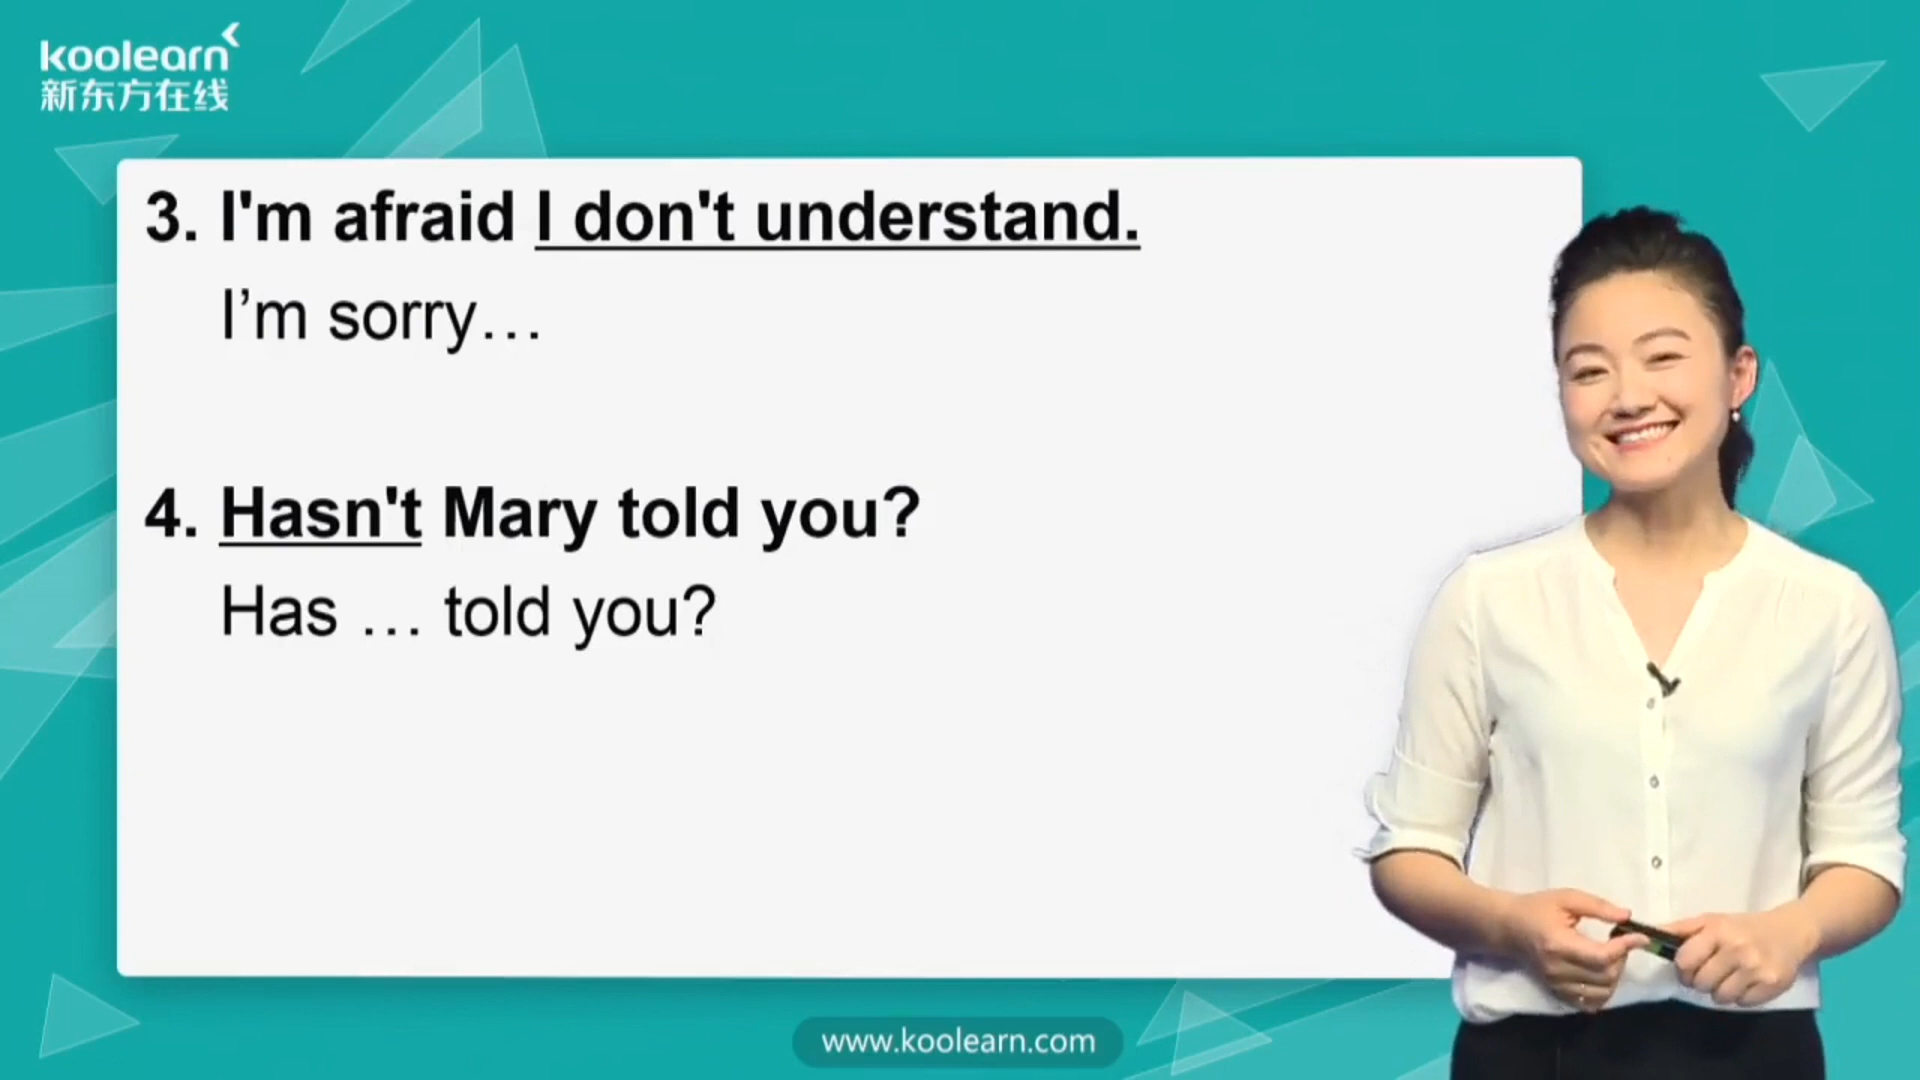 koolearn
新东方在线
3. I'm afraid I don't understand.
I’m sorry…
4. Hasn't Mary told you?
Has … told you?
www.koolearn.com